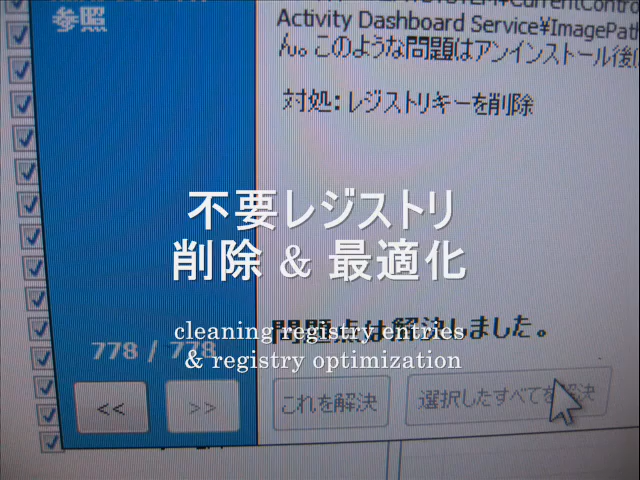 参照
Activity Dashboard Service¥ImagePath
ん。このような問題はアンインストール後に
対処:レジストリキーを削除
不要レジストリ
削除 & 最適化
問題点は解決しました。
cleaning registry entries
& registry optimization
778 / 778
<<
>>
これを解決
選択したすべてを解決